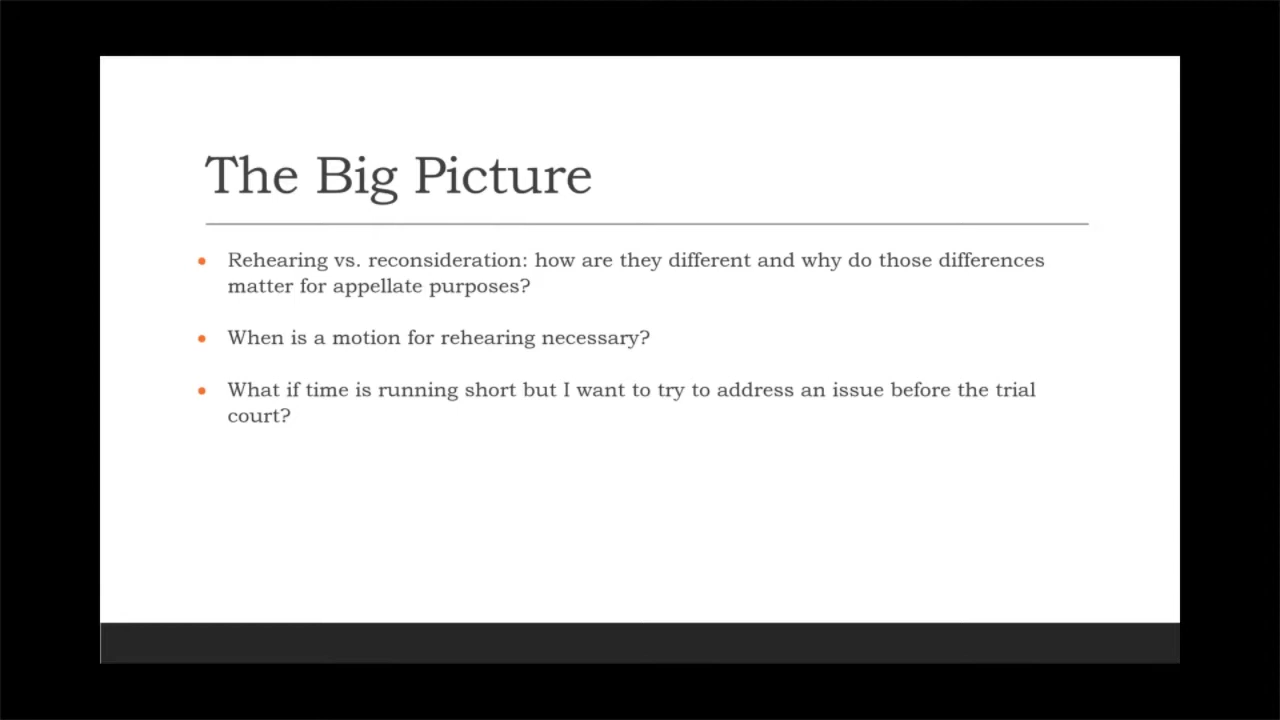 The Big Picture
Rehearing vs. reconsideration: how are they different and why do those differences
matter for appellate purposes?
When is a motion for rehearing necessary?
What if time is running short but I want to try to address an issue before the trial
court?